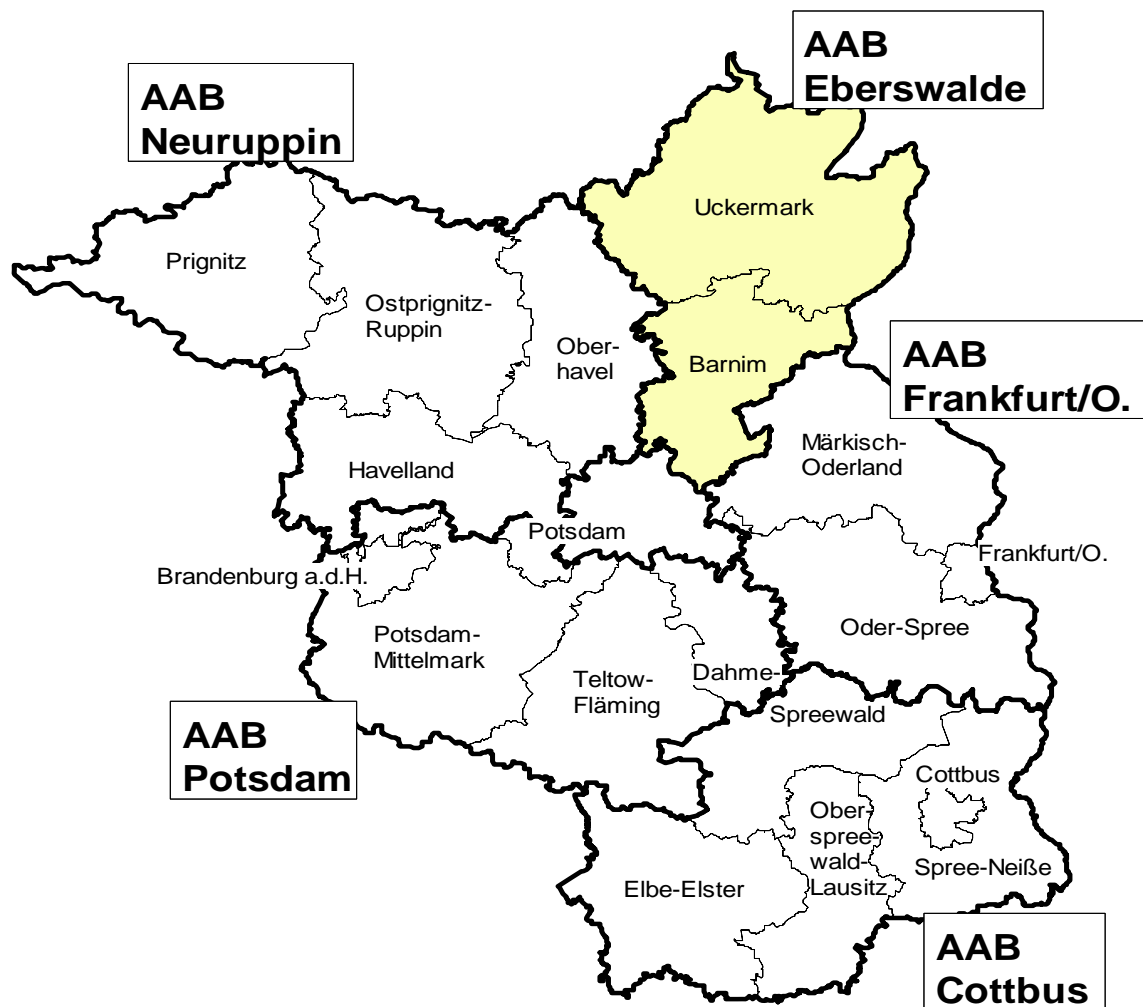 AAB
Eberswalde
AAB
Neuruppin
Uckermark
Prignitz
Ostprignitz-
Ruppin
Ober-
havel
Barnim
AAB
Frankfurt/O.
Märkisch-
Oderland
Havelland
Potsdam
Frankfurt/O.
Brandenburg a.d.H.
Potsdam-
Mittelmark
Oder-Spree
Teltow-
Fläming
Dahme-
Spreewald
AAB
Potsdam
Cottbus
Ober-
spree-
wald-
Lausitz
Spree-Neiße
Elbe-Elster
AAB
Cottbus